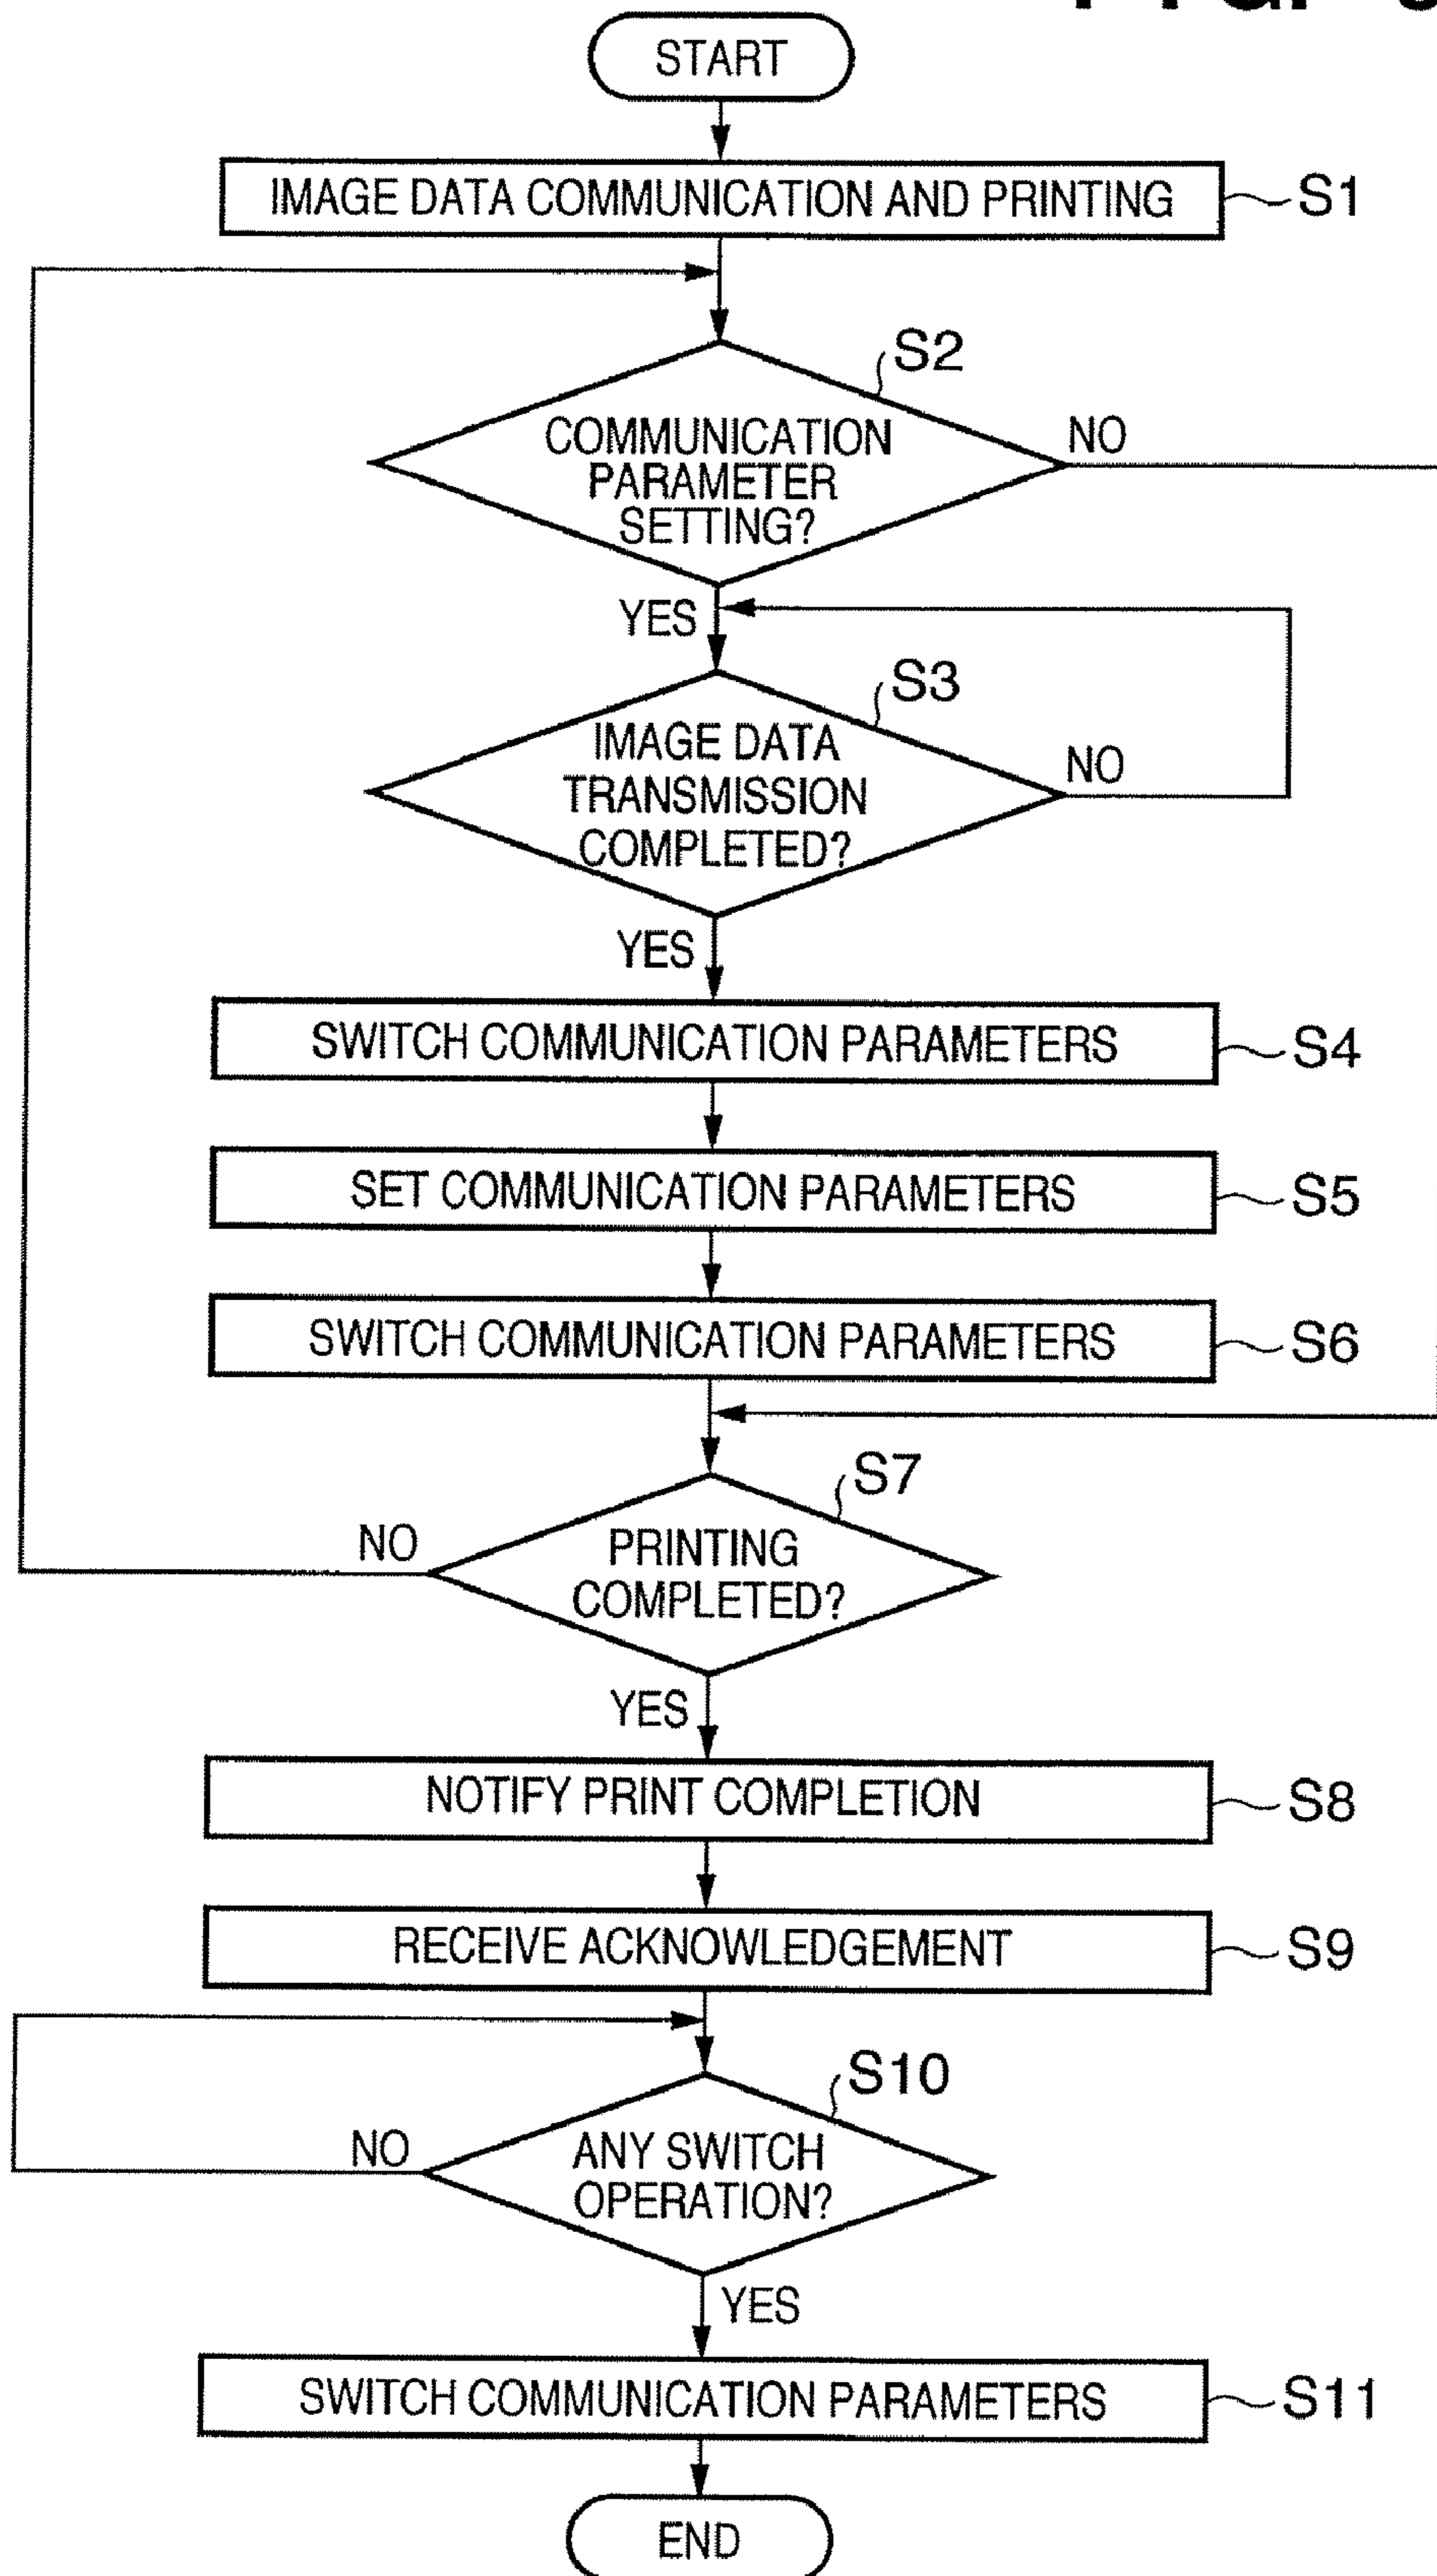 FIG.
START
IMAGE DATA COMMUNICATION AND PRINTING
S1
S2
COMMUNICATION
PARAMETER
SETTING?
NO
YES
S3
IMAGE DATA
TRANSMISSION
COMPLETED?
NO
YES
SWITCH COMMUNICATION PARAMETERS
S4
SET COMMUNICATION PARAMETERS
S5
SWITCH COMMUNICATION PARAMETERS
S6
S7
PRINTING
COMPLETED?
NO
YES
NOTIFY PRINT COMPLETION
S8
RECEIVE ACKNOWLEDGEMENT
S9
S10
ANY SWITCH
OPERATION?
NO
YES
SWITCH COMMUNICATION PARAMETERS
S11
END